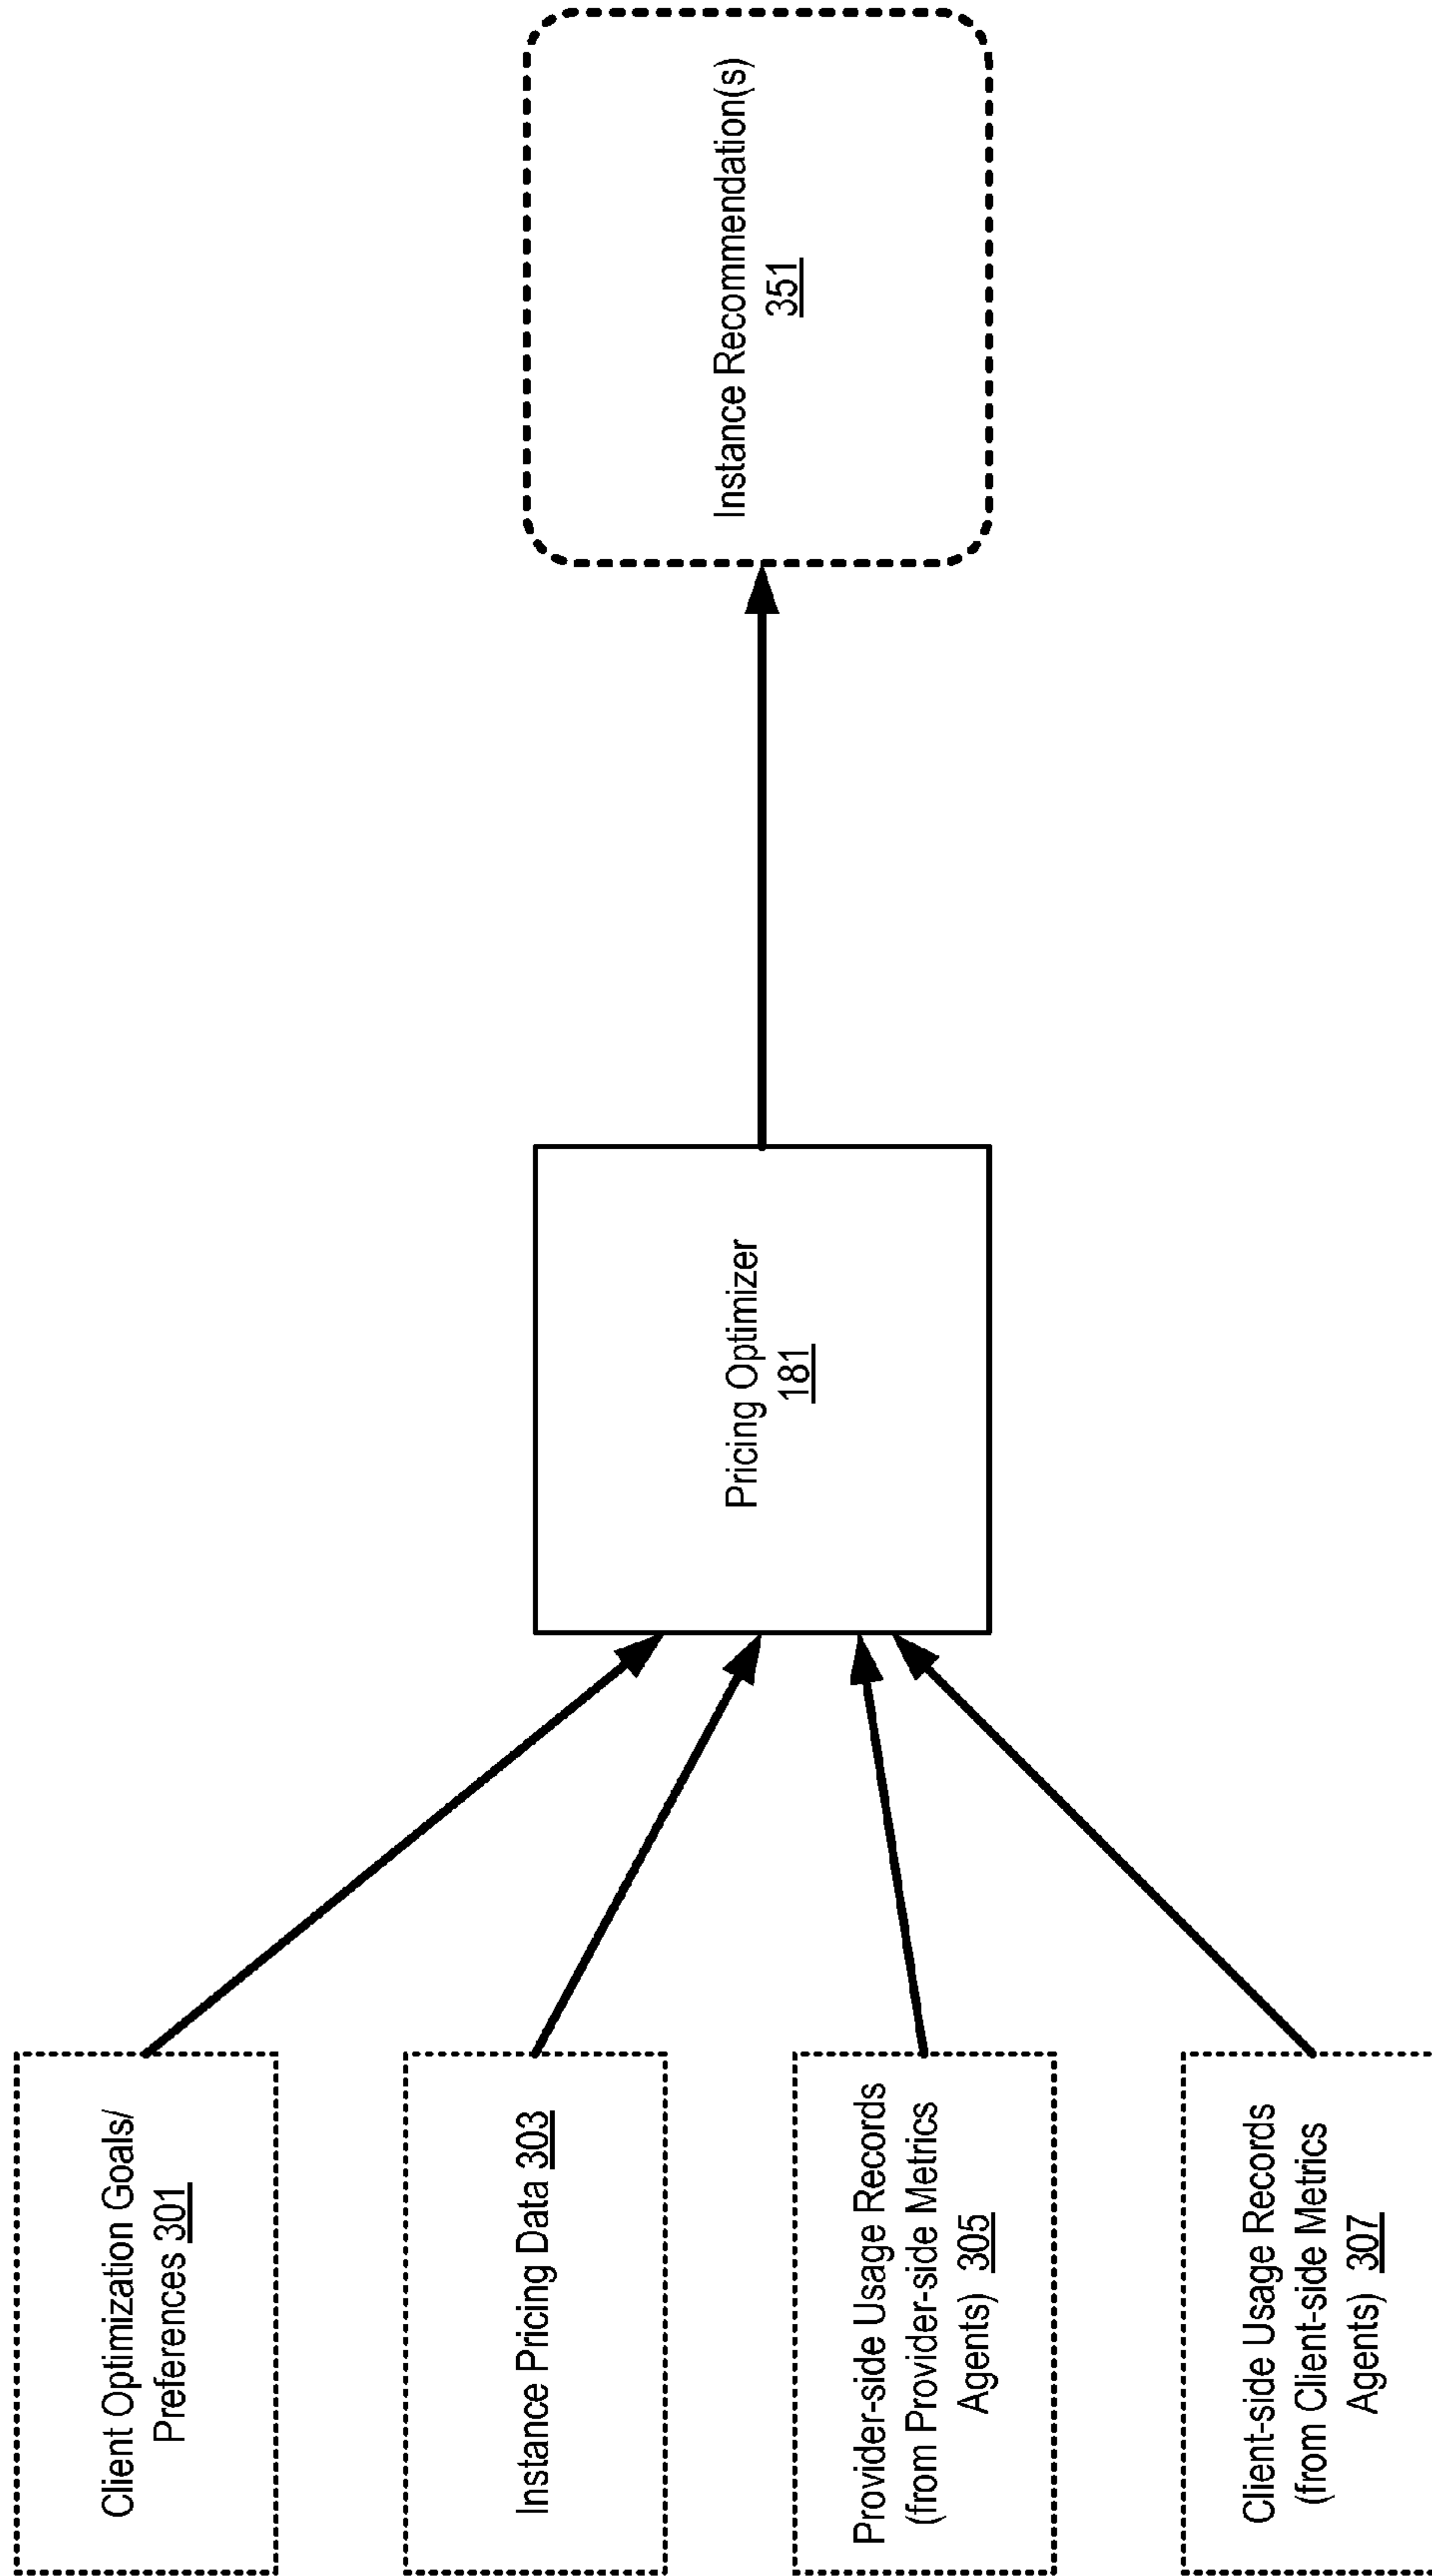 Client Optimization Goals/
Preferences 301
Instance Pricing Data 303
Provider-side Usage Records
(from Provider-side Metrics
Agents) 305
Client-side Usage Records
(from Client-side Metrics
Agents) 307
Pricing Optimizer
181
Instance Recommendation(s)
351